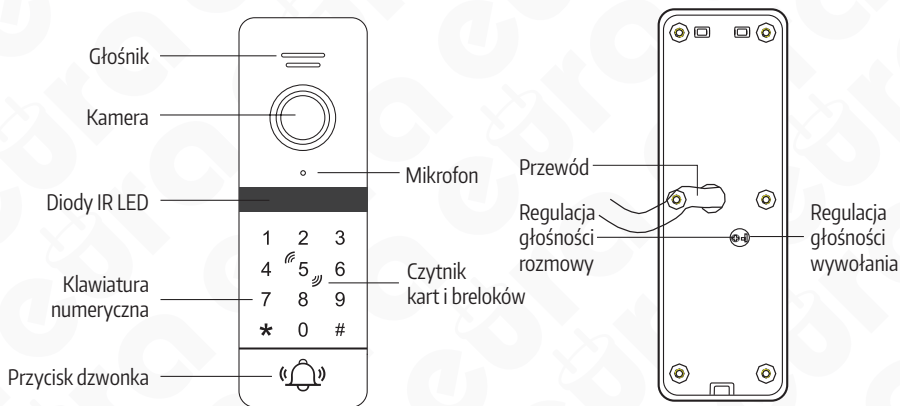 Głośnik
Kamera
Mikrofon
Diody IR LED
1 2 3
4 5 6
7 8 9
* 0 #
Klawiatura
numeryczna
Czytnik
kart i breloków
Przycisk dzwonka
Przewód
Regulacja
głośności
rozmowy
Regulacja
głośności
wywołania
eura